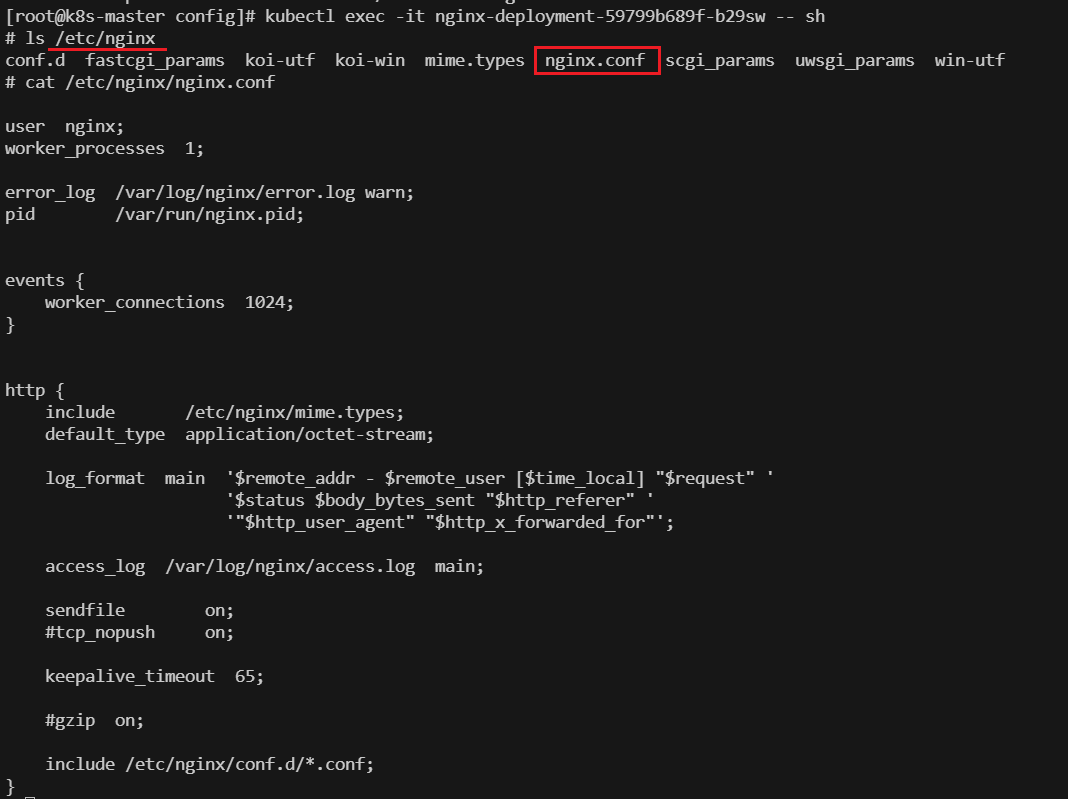 [root@k8s-master config]# kubectl exec -it nginx-deployment-59799b689f-b29sw -- sh
# ls /etc/nginx
conf.d  fastcgi_params  koi-utf  koi-win  mime.types  nginx.conf  scgi_params  uwsgi_params  win-utf
# cat /etc/nginx/nginx.conf

user  nginx;
worker_processes  1;

error_log  /var/log/nginx/error.log warn;
pid        /var/run/nginx.pid;


events {
    worker_connections  1024;
}


http {
    include       /etc/nginx/mime.types;
    default_type  application/octet-stream;

    log_format  main  '$remote_addr - $remote_user [$time_local] "$request" '
                      '$status $body_bytes_sent "$http_referer" '
                      '"$http_user_agent" "$http_x_forwarded_for"';

    access_log  /var/log/nginx/access.log  main;

    sendfile        on;
    #tcp_nopush     on;

    keepalive_timeout  65;

    #gzip  on;

    include /etc/nginx/conf.d/*.conf;
}